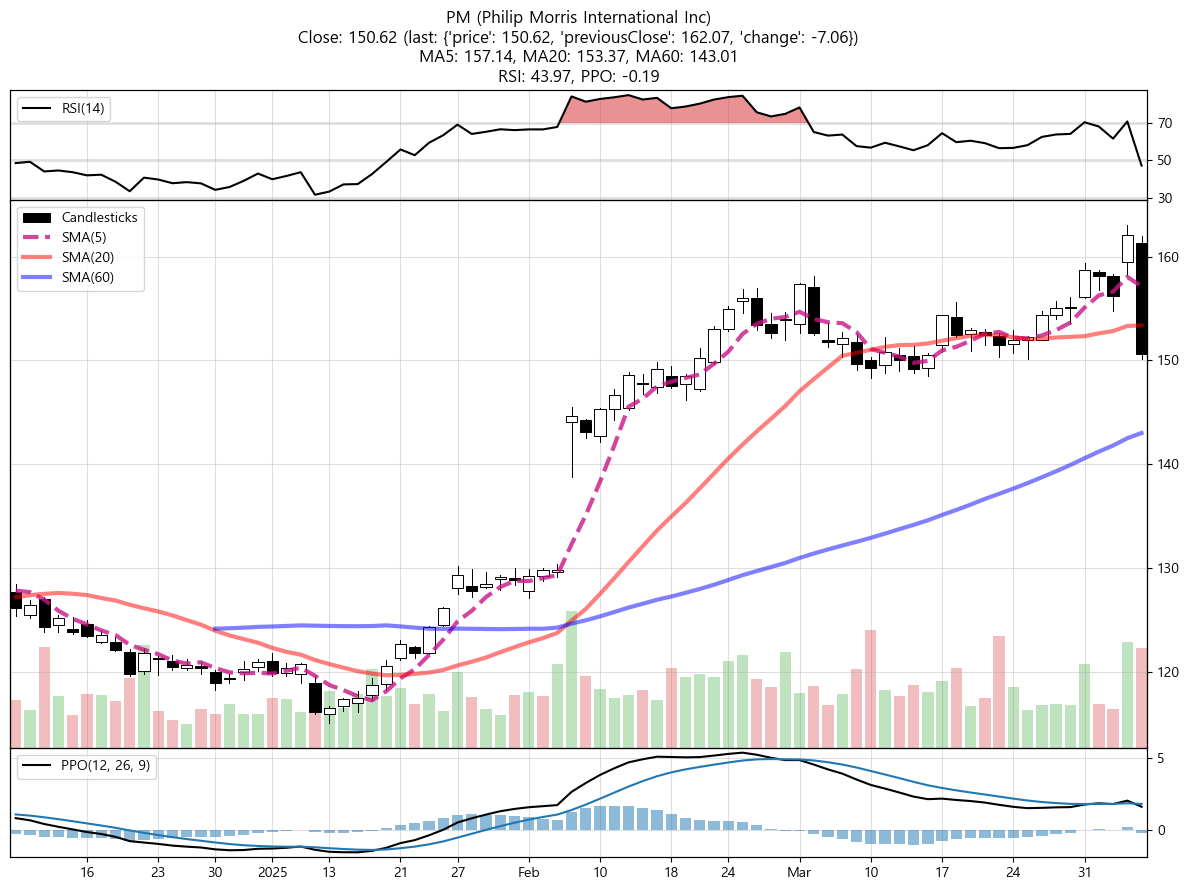 PM (Philip Morris International Inc)
Close: 150.62 (last: {'price': 150.62, 'previousClose': 162.07, 'change': -7.06})
MA5: 157.14, MA20: 153.37, MA60: 143.01
RSI: 43.97, PPO: -0.19
RSI(14)
70
50
30
Candlesticks
SMA(5)
SMA(20)
SMA(60)
160
150
140
130
120
PPO(12, 26, 9)
5
0
16 23 30 2025 13 21 27 Feb 10 18 24 Mar 10 17 24 31